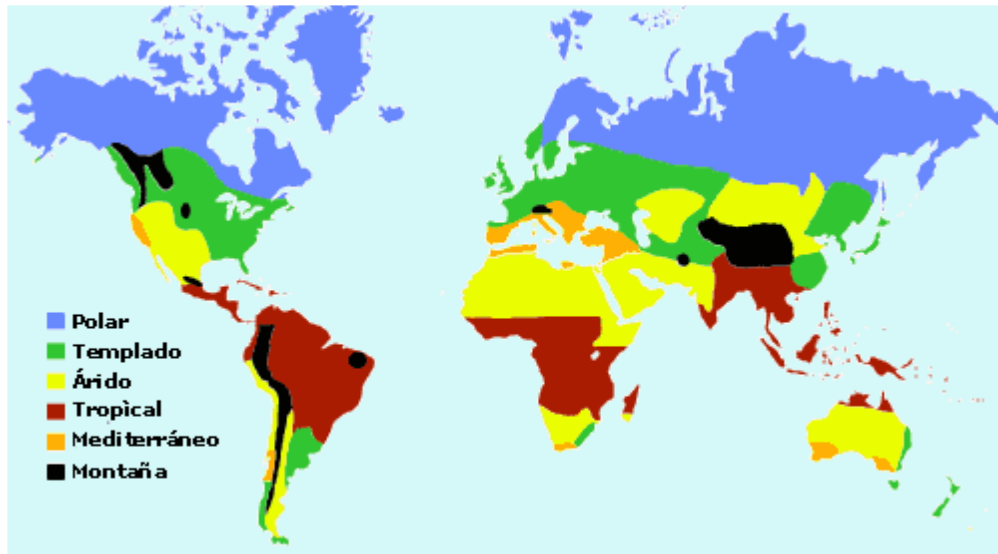 Polar
Templado
Árido
Tropìcal
Mediterráneo
Montaña